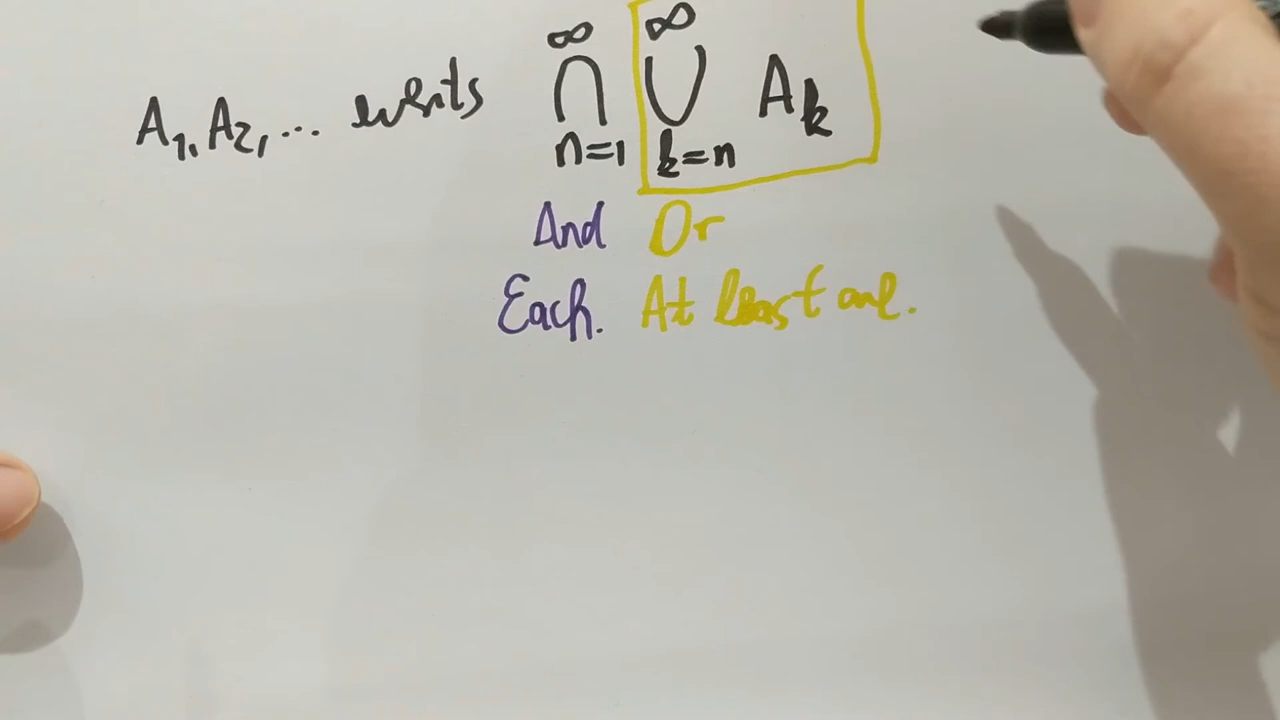 A₁, A₂, ... events ∞ ∩ n=1 ∞ ∪ k=n Aₖ
And Or
Each. At least one.